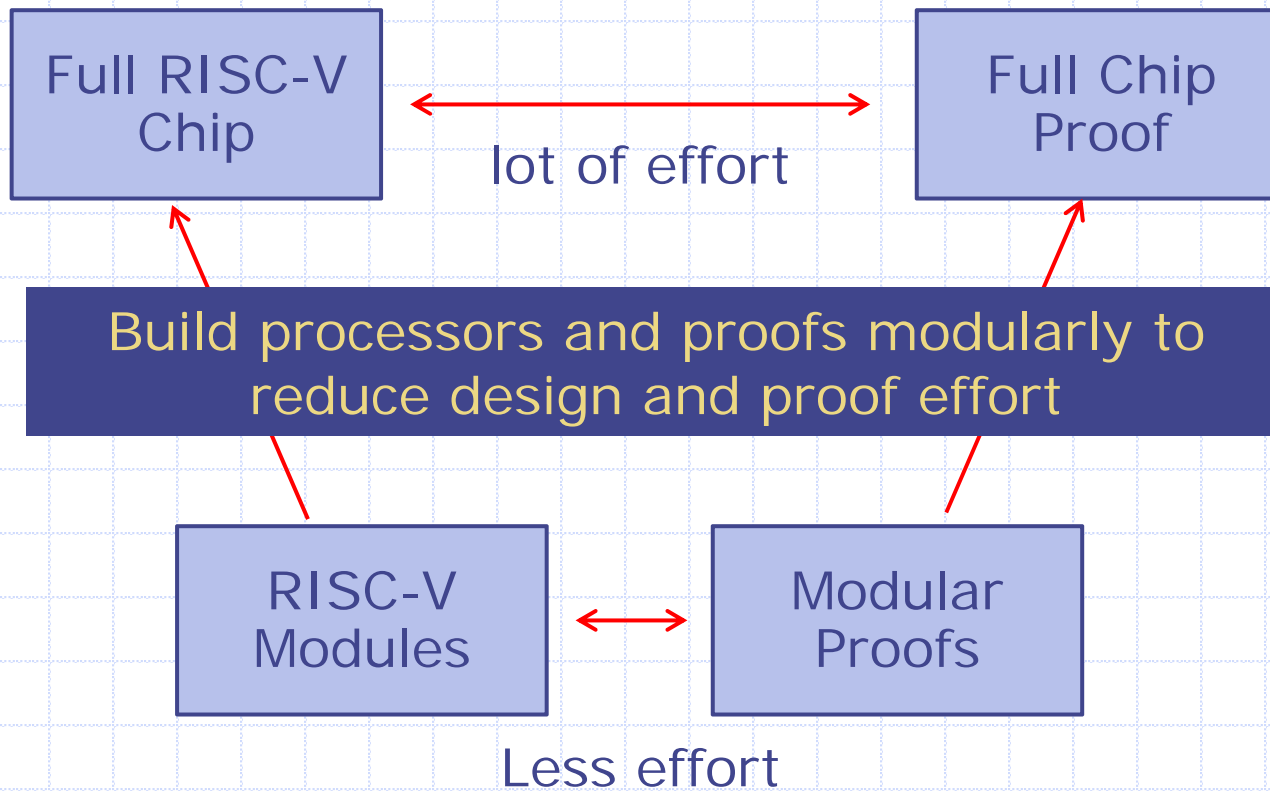 Full RISC-V
Chip
Full Chip
Proof
lot of effort
Build processors and proofs modularly to
reduce design and proof effort
RISC-V
Modules
Modular
Proofs
Less effort